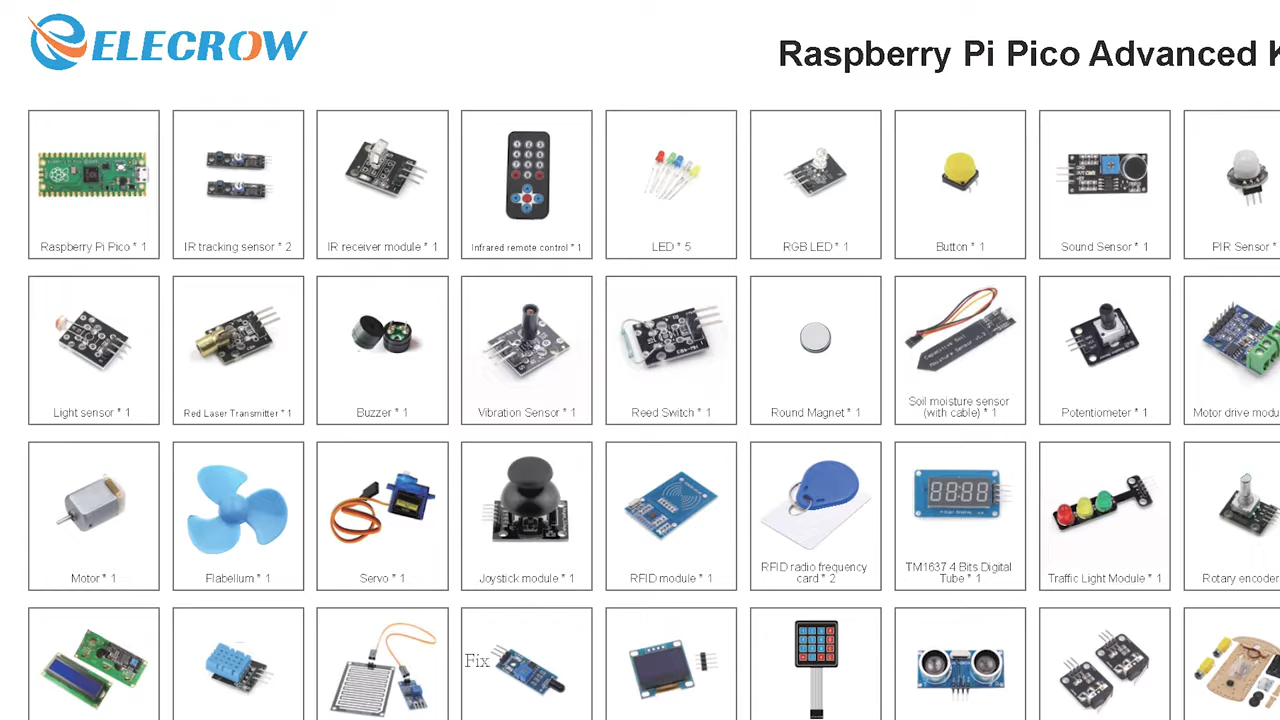 ELECROW
Raspberry Pi Pico Advanced K
Raspberry Pi Pico * 1
IR tracking sensor * 2
IR receiver module * 1
Infrared remote control * 1
LED * 5
RGB LED * 1
Button * 1
Sound Sensor * 1
PIR Sensor *
Light sensor * 1
Red Laser Transmitter * 1
Buzzer * 1
Vibration Sensor * 1
Reed Switch * 1
Round Magnet * 1
Soil moisture sensor
(with cable) * 1
Potentiometer * 1
Motor drive modu
Motor * 1
Flabellum * 1
Servo * 1
Joystick module * 1
RFID module * 1
RFID radio frequency
card * 2
TM1637 4 Bits Digital
Tube * 1
Traffic Light Module * 1
Rotary encoder
Fix